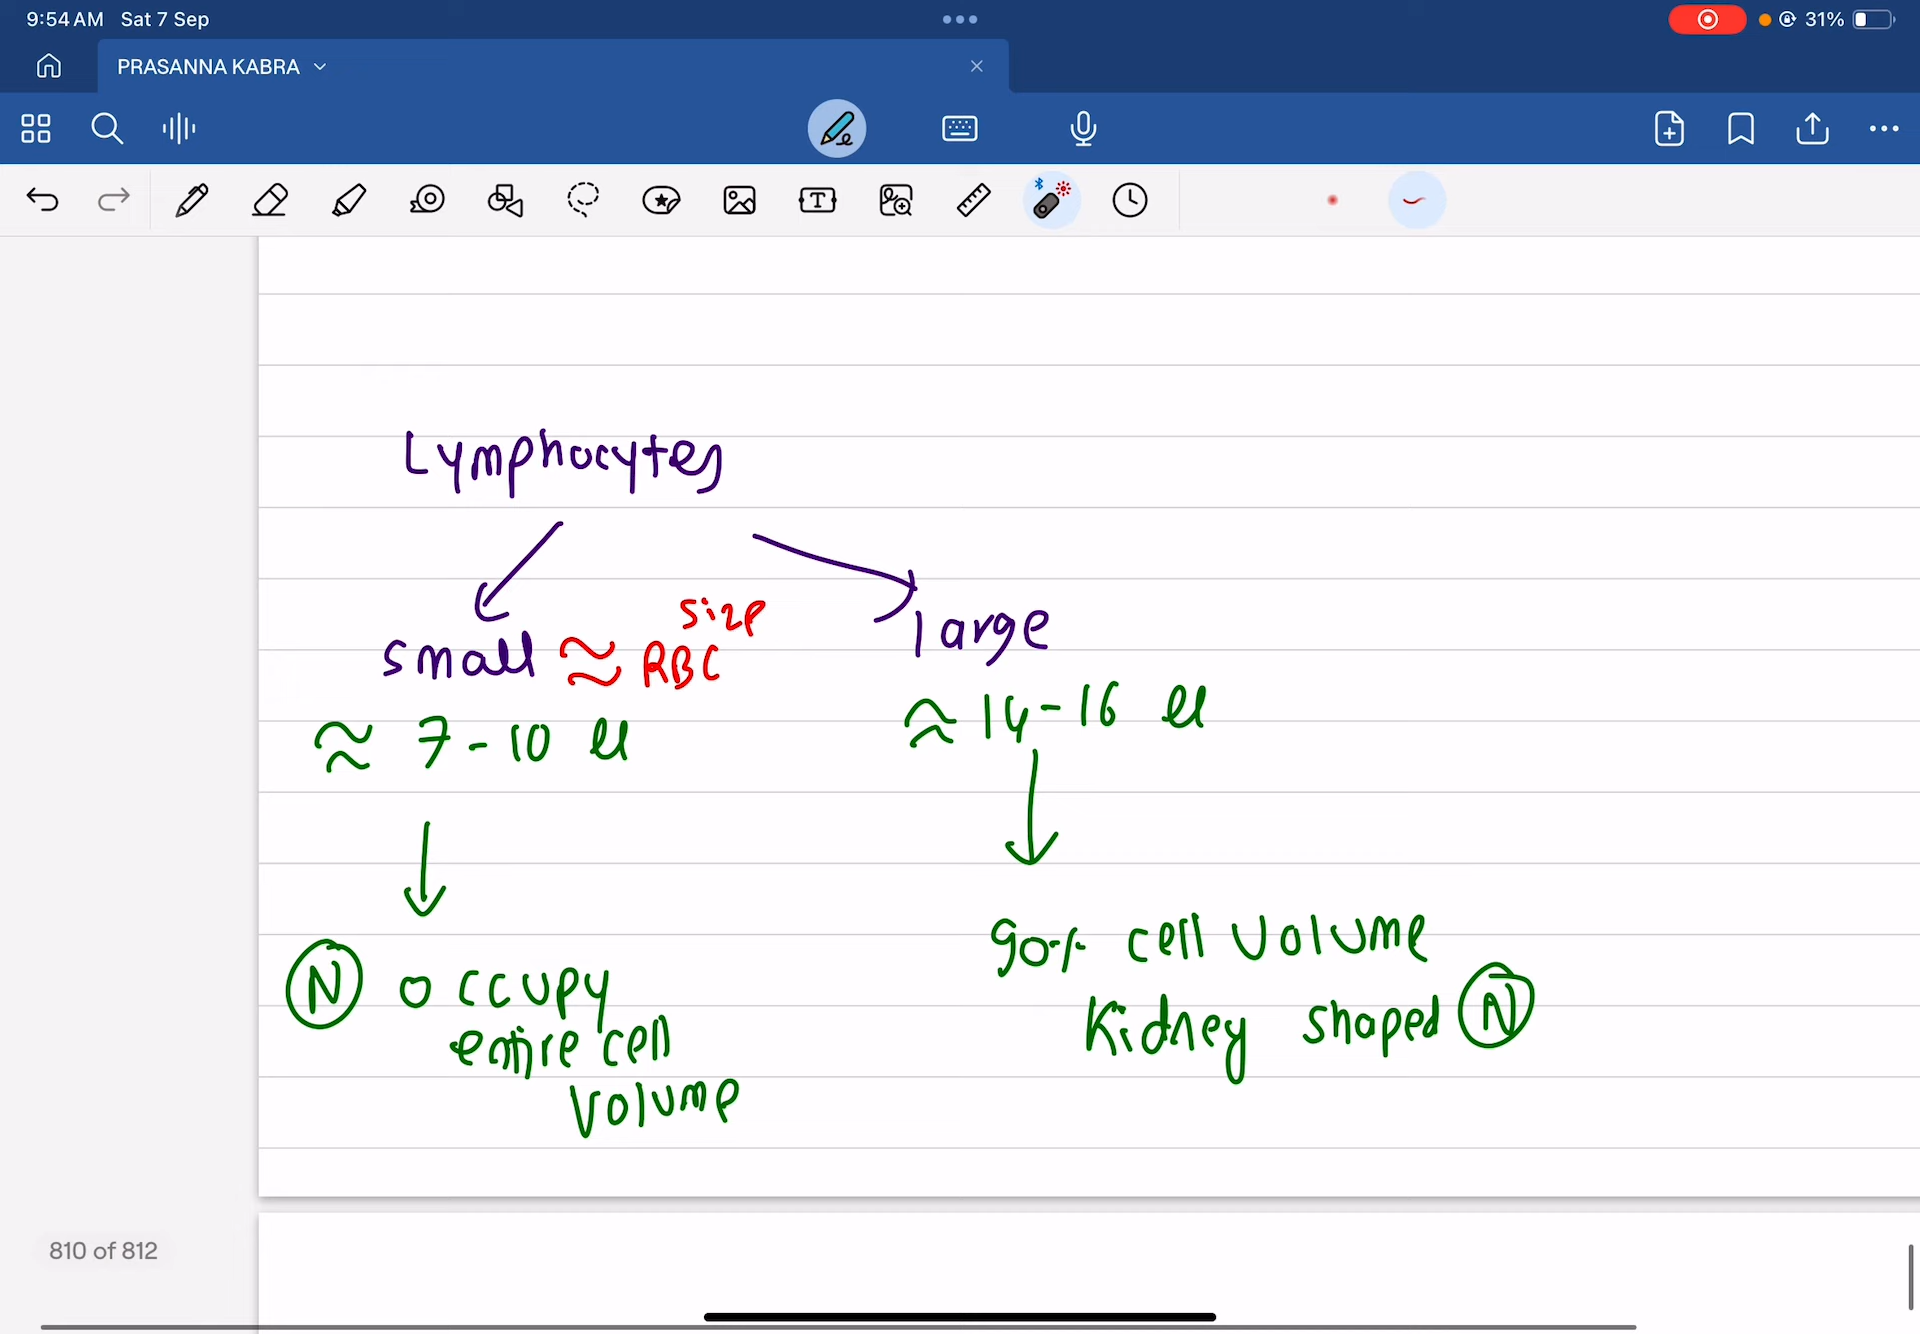 9:54 AM Sat 7 Sep
31%
PRASANNA KABRA
Lymphocytes
small ≈ RBC size
large
≈ 7-10 μ
≈ 14-16 μ
N occupy
entire cell
volume
90% cell volume
Kidney shaped N
810 of 812